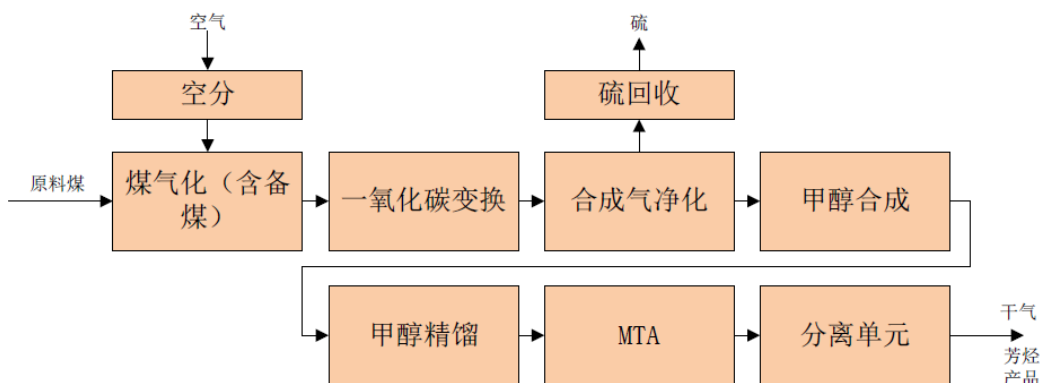 空气
硫
空分
硫回收
原料煤
煤气化（含备
煤）
一氧化碳变换
合成气净化
甲醇合成
甲醇精馏
MTA
分离单元
干气
芳烃
产品